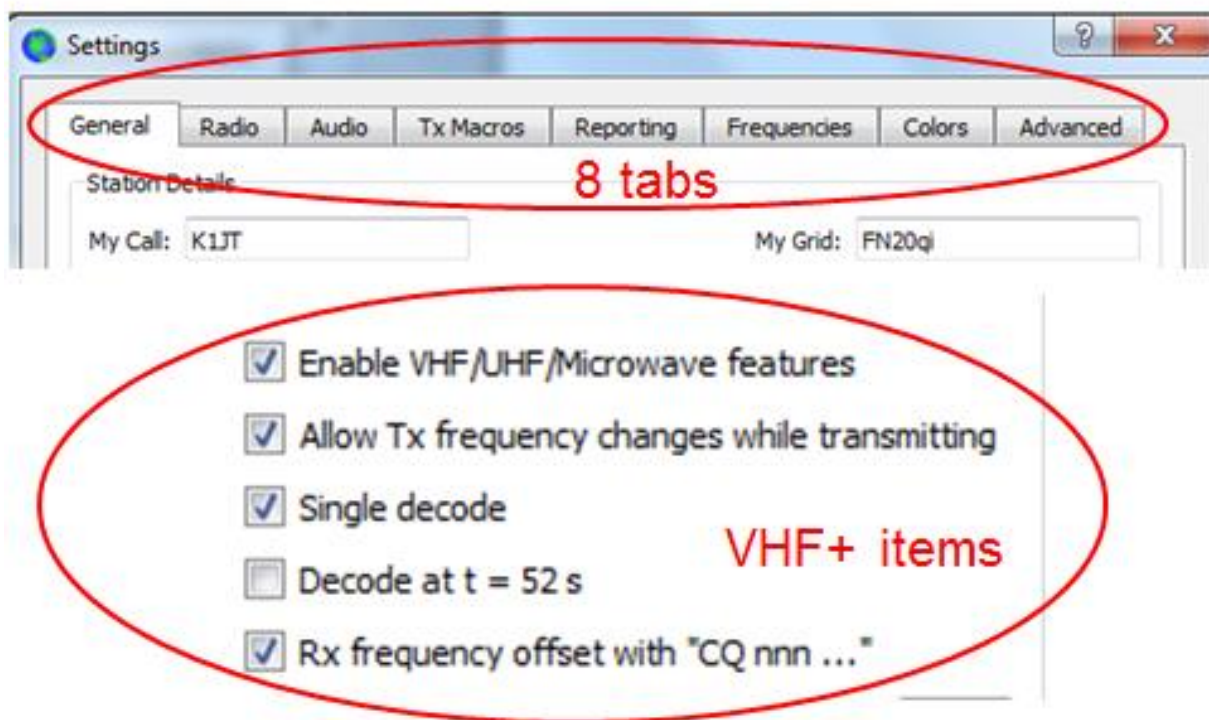 Settings
General Radio Audio Tx Macros Reporting Frequencies Colors Advanced
8 tabs
Station Details
My Call: K1JT My Grid: FN20qi
Enable VHF/UHF/Microwave features
Allow Tx frequency changes while transmitting
Single decode
VHF+ items
Decode at t = 52 s
Rx frequency offset with "CQ nnn ..."